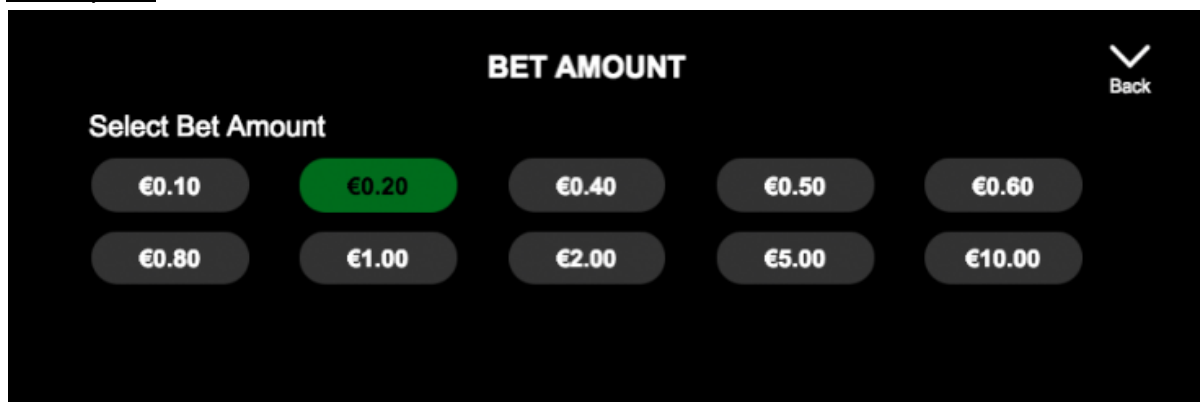 BET AMOUNT
Back
Select Bet Amount
€0.10 €0.20 €0.40 €0.50 €0.60
€0.80 €1.00 €2.00 €5.00 €10.00